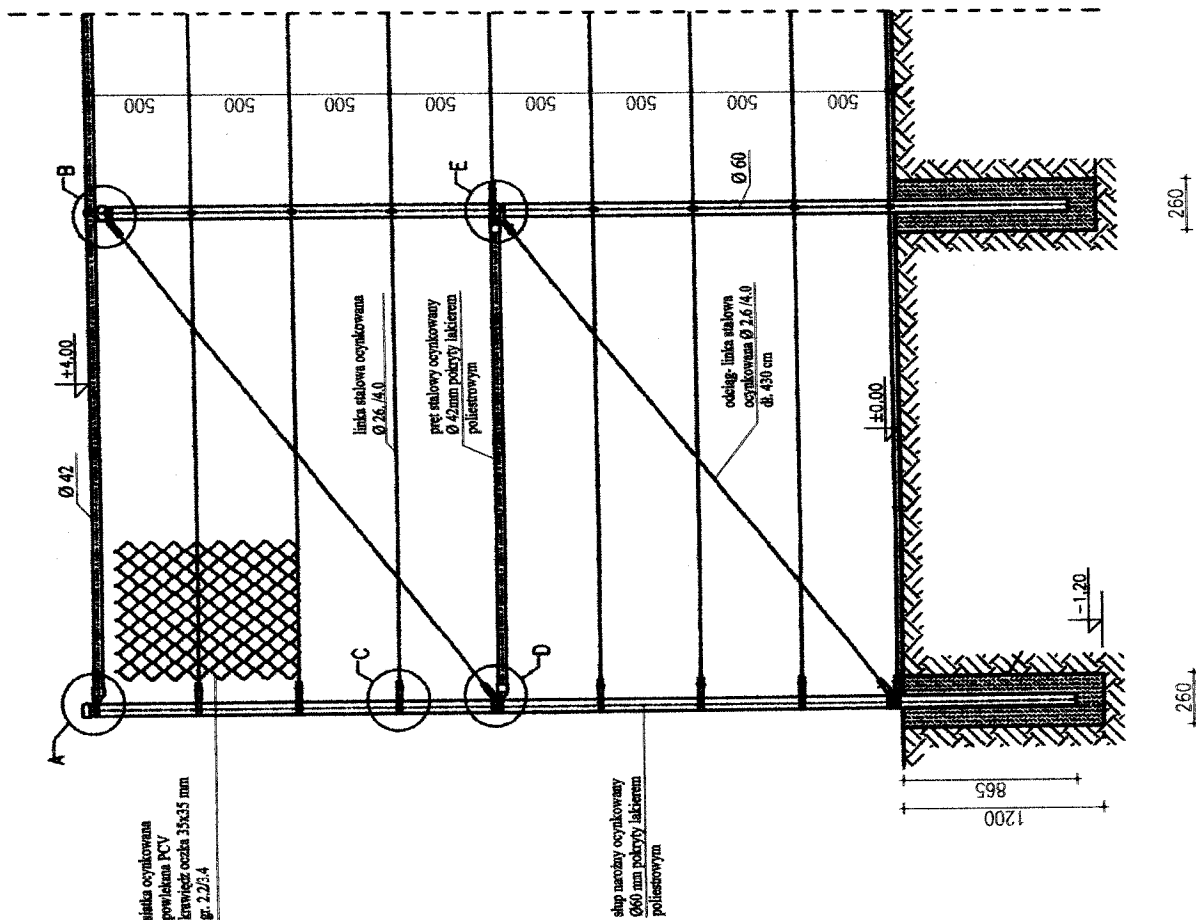 500
500
500
500
500
500
500
500
B
E
Ø 60
260
+4.00
linka stalowa ocynkowana
Ø 26 /4.0
pręt stalowy ocynkowany
Ø 42mm pokryty lakierem
poliestrowym
odciąg- linka stalowa
ocynkowana Ø 2.6 /4.0
dł. 430 cm
±0.00
Ø 42
-1.20
C
D
A
siatka ocynkowana
powlekana PCV
krawiędź oczka 35x35 mm
gr. 2.2/3.4
słup narożny ocynkowany
Ø60 mm pokryty lakierem
poliestrowym
865
1200
260